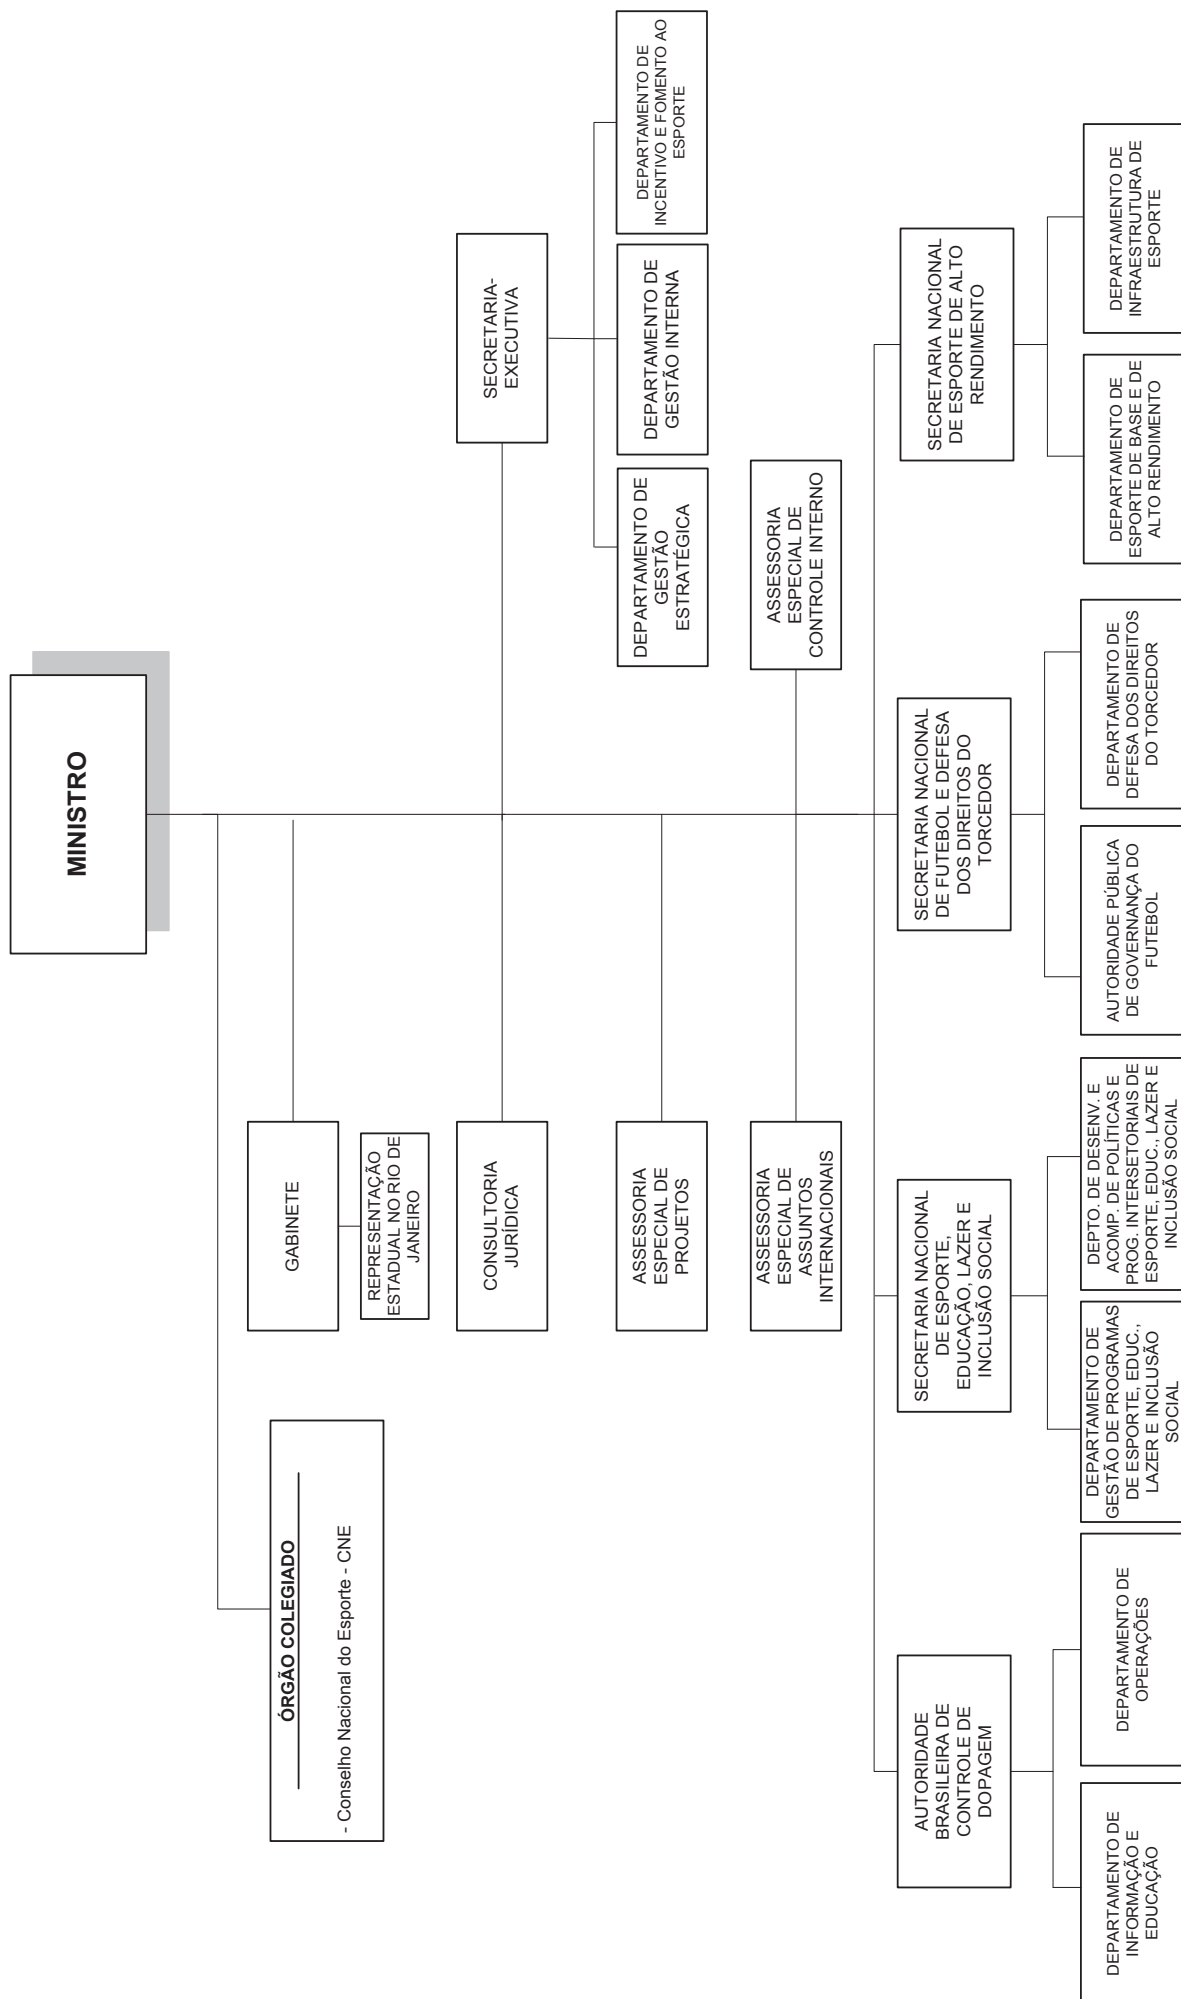 MINISTRO
ÓRGÃO COLEGIADO
- Conselho Nacional do Esporte - CNE
GABINETE
REPRESENTAÇÃO
ESTADUAL NO RIO DE
JANEIRO
CONSULTORIA
JURÍDICA
SECRETARIA-
EXECUTIVA
DEPARTAMENTO DE
GESTÃO
ESTRATÉGICA
DEPARTAMENTO DE
GESTÃO INTERNA
DEPARTAMENTO DE
INCENTIVO E FOMENTO AO
ESPORTE
ASSESSORIA
ESPECIAL DE
PROJETOS
ASSESSORIA
ESPECIAL DE
ASSUNTOS
INTERNACIONAIS
ASSESSORIA
ESPECIAL DE
CONTROLE INTERNO
AUTORIDADE
BRASILEIRA DE
CONTROLE DE
DOPAGEM
SECRETARIA NACIONAL
DE ESPORTE,
EDUCAÇÃO, LAZER E
INCLUSÃO SOCIAL
SECRETARIA NACIONAL
DE FUTEBOL E DEFESA
DOS DIREITOS DO
TORCEDOR
SECRETARIA NACIONAL
DE ESPORTE DE ALTO
RENDIMENTO
DEPARTAMENTO DE
INFORMAÇÃO E
EDUCAÇÃO
DEPARTAMENTO DE
OPERAÇÕES
DEPARTAMENTO DE
GESTÃO DE PROGRAMAS
DE ESPORTE, EDUC.,
LAZER E INCLUSÃO
SOCIAL
DEPTO. DE DESENV. E
ACOMP. DE POLÍTICAS E
PROG. INTERSETORIAIS DE
ESPORTE, EDUC., LAZER E
INCLUSÃO SOCIAL
AUTORIDADE PÚBLICA
DE GOVERNANÇA DO
FUTEBOL
DEPARTAMENTO DE
DEFESA DOS DIREITOS
DO TORCEDOR
DEPARTAMENTO DE
ESPORTE DE BASE E DE
ALTO RENDIMENTO
DEPARTAMENTO DE
INFRAESTRUTURA DE
ESPORTE